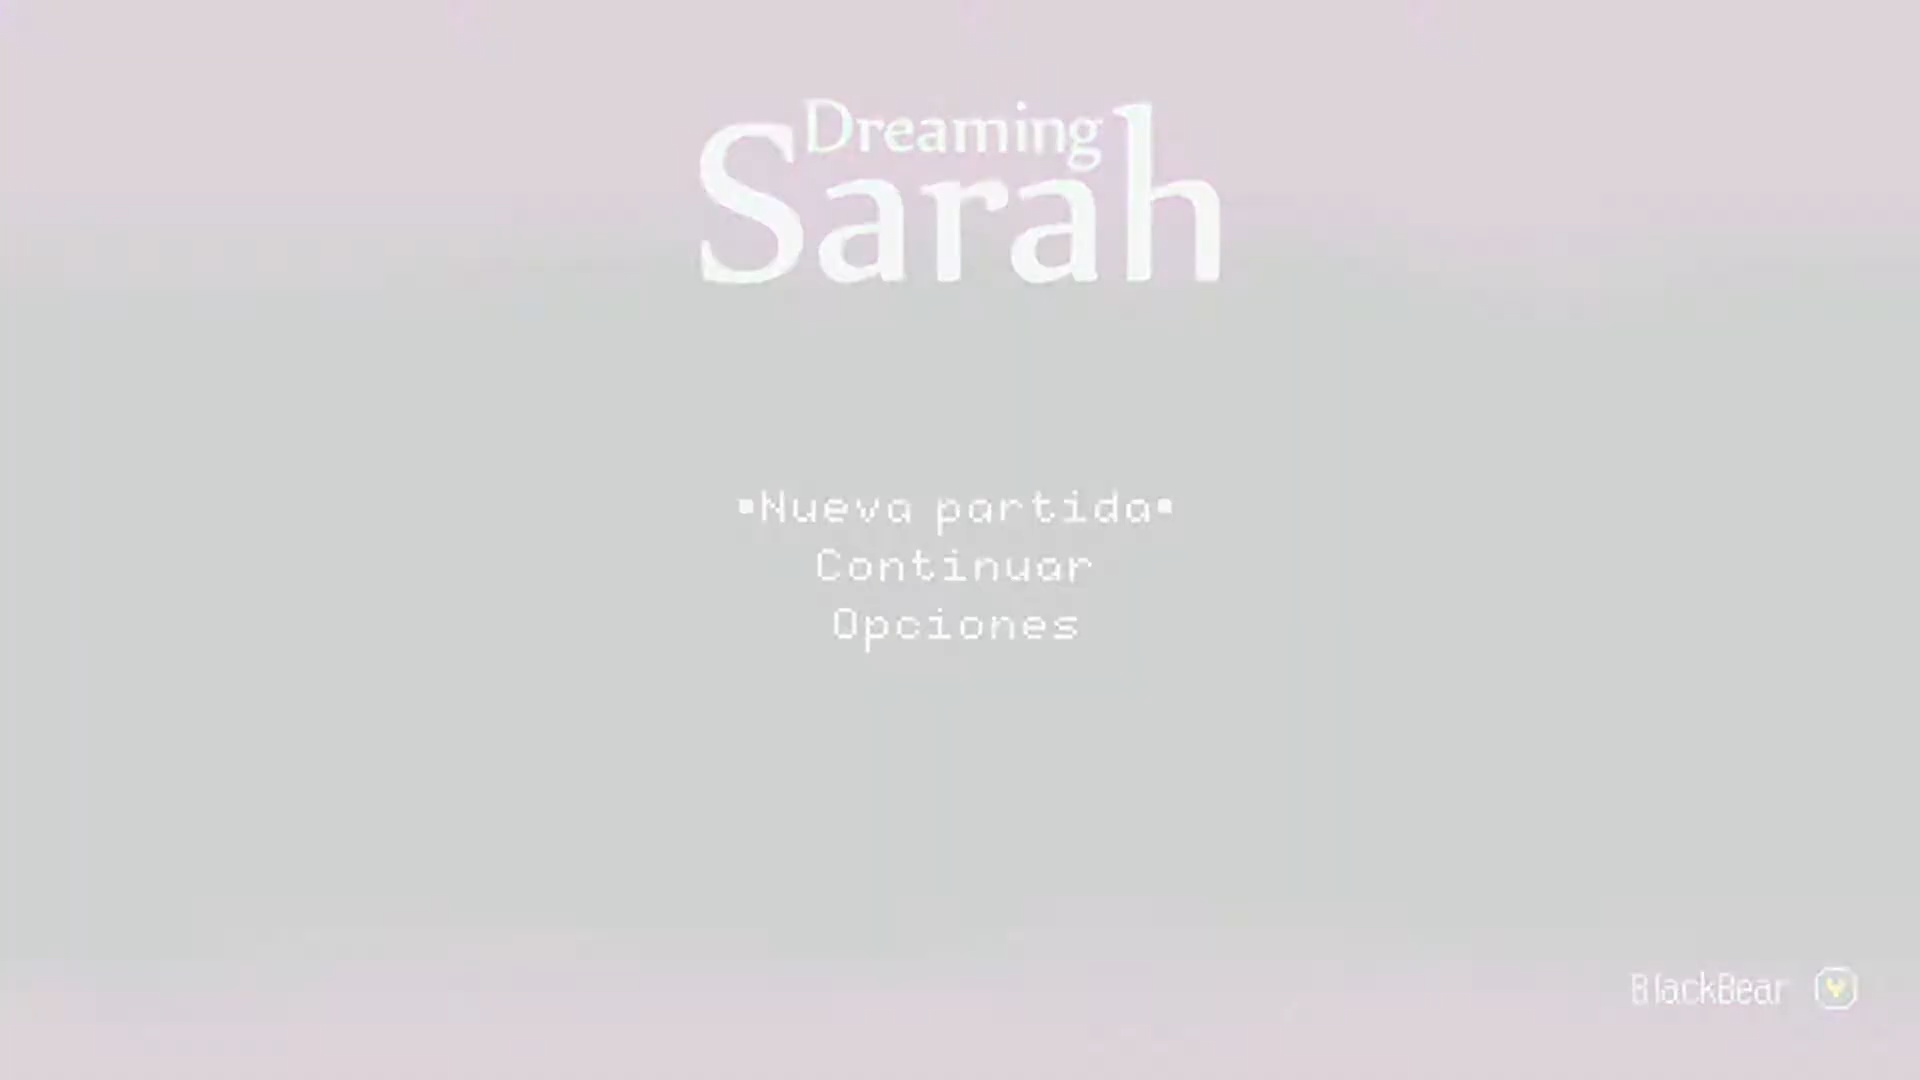 Dreaming
Sarah
▪Nueva partida▪
Continuar
Opciones
BlackBear Y